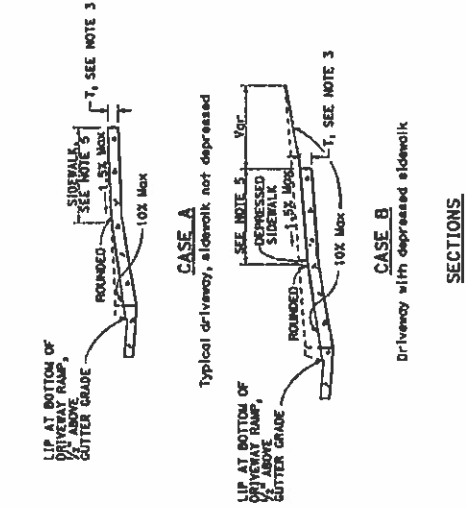 LIP AT BOTTOM OF
DRIVEWAY RAMP,
1/2" ABOVE
GUTTER GRADE
ROUNDED
SIDEWALK,
SEE NOTE 5
1.5% Max
10% Max
T, SEE NOTE 3
CASE A
Typical driveway, sidewalk not depressed
LIP AT BOTTOM OF
DRIVEWAY RAMP,
1/2" ABOVE
GUTTER GRADE
ROUNDED
SEE NOTE 5
DEPRESSED
SIDEWALK
1.5% Max
Var
10% Max
T, SEE NOTE 3
CASE B
Driveway with depressed sidewalk
SECTIONS